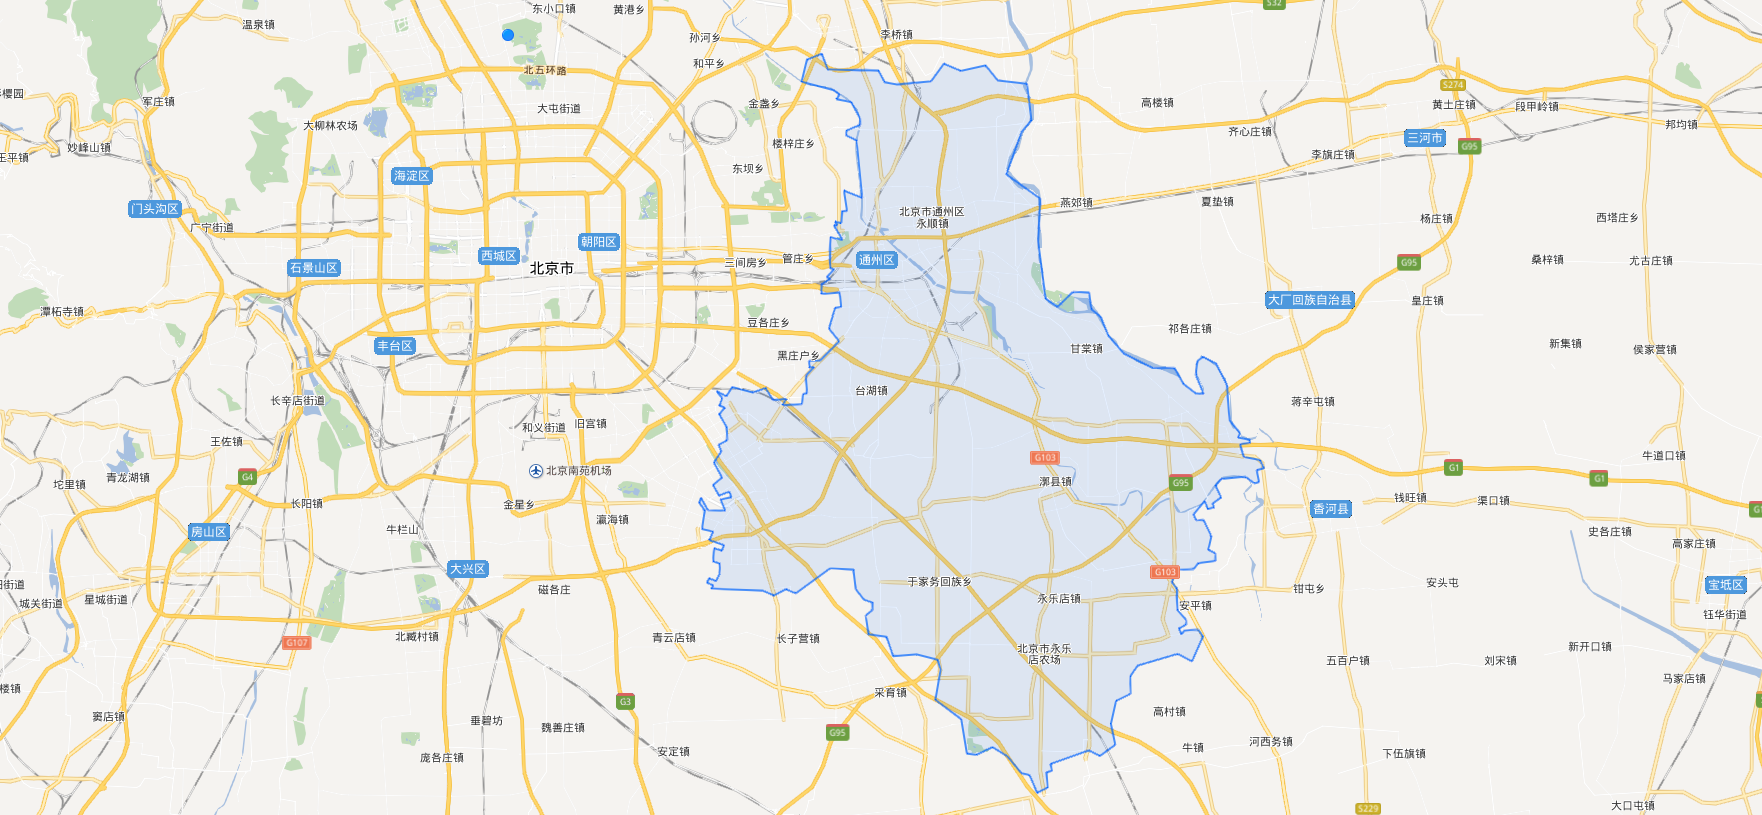 东小口镇
黄港乡
S32
温泉镇
孙河乡
李桥镇
和平乡
北五环路
樱园
军庄镇
大屯街道
金盏乡
高楼镇
S274
黄土庄镇
段甲岭镇
大柳林农场
齐心庄镇
三河市
邦均镇
妙峰山镇
王平镇
楼梓庄乡
G95
李旗庄镇
海淀区
东坝乡
门头沟区
广宁街道
北京市通州区
永顺镇
燕郊镇
夏垫镇
杨庄镇
西塔庄乡
朝阳区
西城区
北京市
石景山区
三间房乡
管庄乡
通州区
G95
桑梓镇
尤古庄镇
大厂回族自治县
皇庄镇
潭柘寺镇
豆各庄乡
祁各庄镇
丰台区
黑庄户乡
甘棠镇
新集镇
侯家营镇
台湖镇
长辛店街道
蒋辛屯镇
和义街道
旧宫镇
王佐镇
G103
牛道口镇
北京南苑机场
G4
青龙湖镇
坨里镇
漷县镇
G95
G1
G1
长阳镇
金星乡
瀛海镇
钱旺镇
渠口镇
香河县
G1
牛栏山
房山区
史各庄镇
高家庄镇
大兴区
G103
于家务回族乡
街道
磁各庄
钳屯乡
安头屯
宝坻区
城关街道
星城街道
永乐店镇
安平镇
钰华街道
G107
北臧村镇
青云店镇
长子营镇
北京市永乐
店农场
新开口镇
五百户镇
刘宋镇
马家店镇
楼镇
采育镇
G3
窦店镇
垂碧坊
魏善庄镇
高村镇
G95
庞各庄镇
安定镇
牛镇
河西务镇
下伍旗镇
大口屯镇
S229